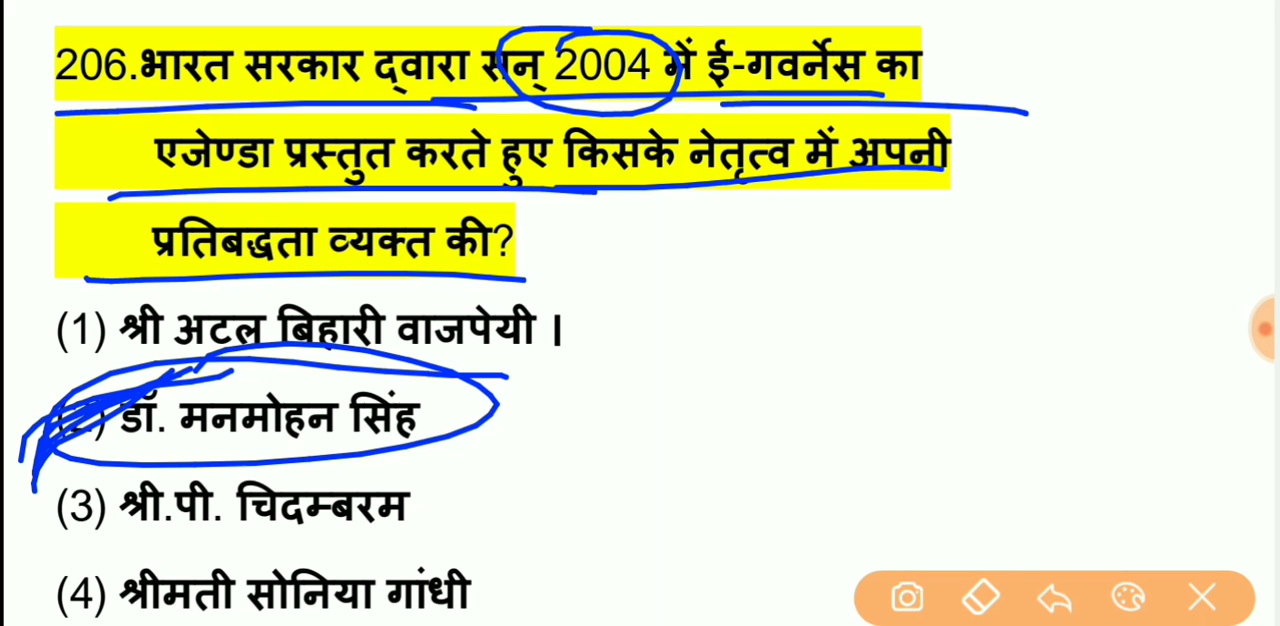 206.भारत सरकार द्वारा सन् 2004 में ई-गवर्नेस का
एजेण्डा प्रस्तुत करते हुए किसके नेतृत्व में अपनी
प्रतिबद्धता व्यक्त की?
(1) श्री अटल बिहारी वाजपेयी ।
(2) डॉ. मनमोहन सिंह
(3) श्री.पी. चिदम्बरम
(4) श्रीमती सोनिया गांधी